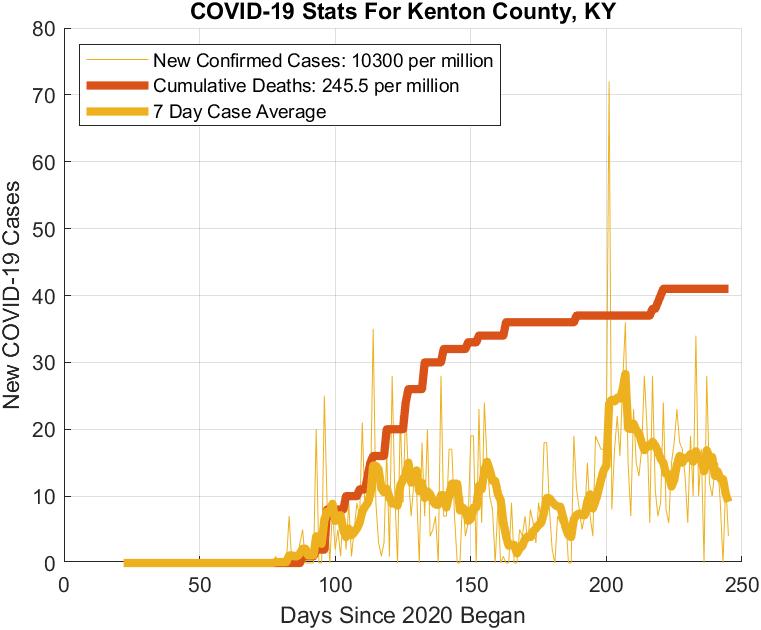 COVID-19 Stats For Kenton County, KY
New Confirmed Cases: 10300 per million
Cumulative Deaths: 245.5 per million
7 Day Case Average
80
70
60
50
40
30
20
10
0
New COVID-19 Cases
0 50 100 150 200 250
Days Since 2020 Began